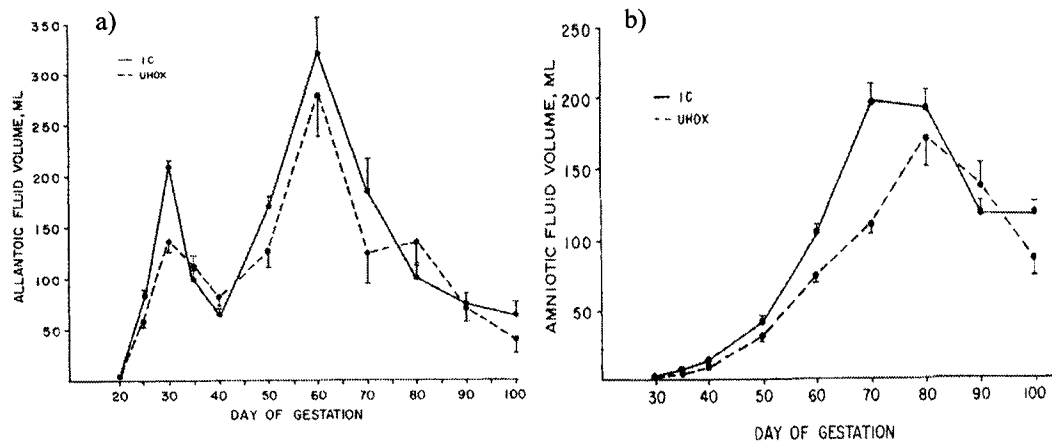 a)
ALLANTOIC FLUID VOLUME, ML
350
300
250
200
150
100
50
IC
UHOX
20 30 40 50 60 70 80 90 100
DAY OF GESTATION
b)
AMNIOTIC FLUID VOLUME, ML
200
150
100
50
IC
UHOX
30 40 50 60 70 80 90 100
DAY OF GESTATION